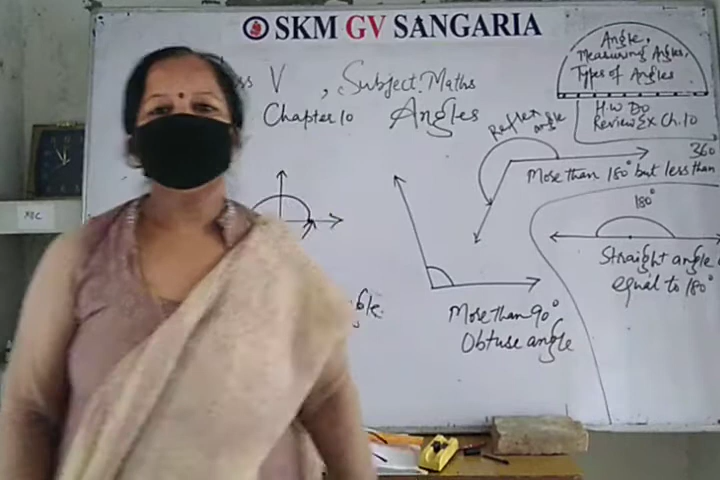 SKM GV SANGARIA
V , Subject, Maths
Chapter 10 Angles
Angle,
Measuring Angles,
Types of Angles
H.W Do
Review Ex Ch. 10
Reflex
angle
360
More than 180° but less than
180°
Straight angle
equal to 180°
More than 90°
Obtuse angle